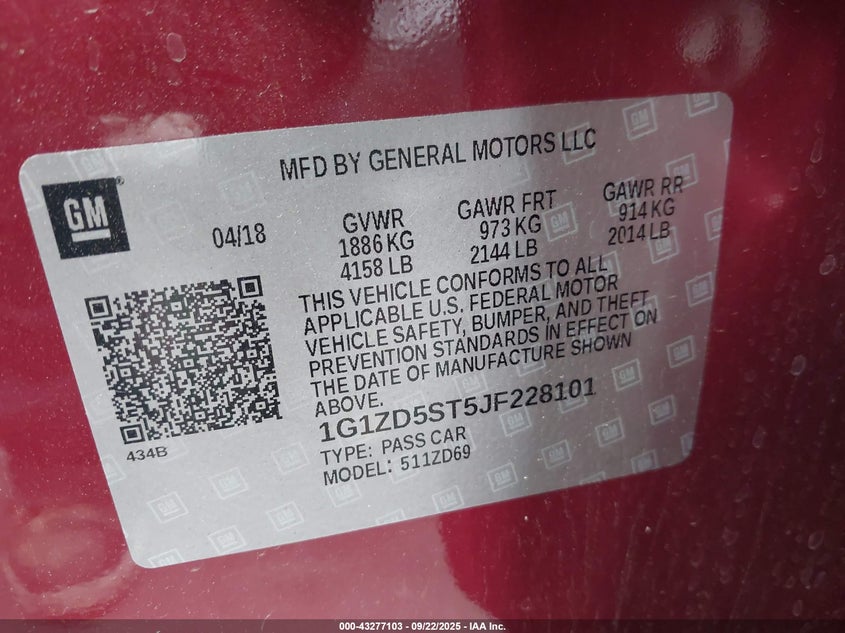 MFD BY GENERAL MOTORS LLC
GM
04/18
GVWR
1886 KG
4158 LB
GAWR FRT
973 KG
2144 LB
GAWR RR
914 KG
2014 LB
THIS VEHICLE CONFORMS TO ALL
APPLICABLE U.S. FEDERAL MOTOR
VEHICLE SAFETY, BUMPER, AND THEFT
PREVENTION STANDARDS IN EFFECT ON
THE DATE OF MANUFACTURE SHOWN
ABOVE.
434B
1G1ZD5ST5JF228101
TYPE: PASS CAR
MODEL: 511ZD69
000-43277103 - 09/22/2025 - IAA Inc.